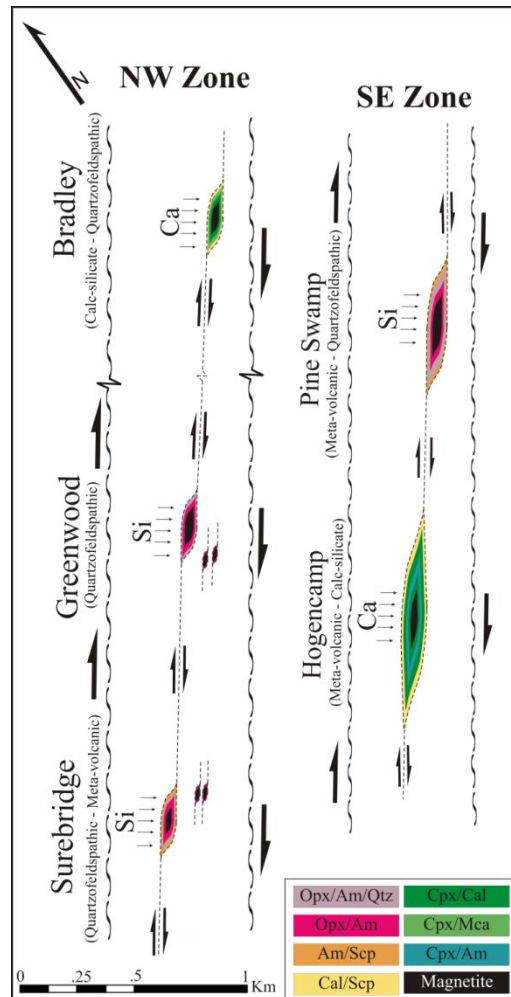 N
NW Zone
SE Zone
Bradley
(Calc-silicate - Quartzofeldspathic)
Ca
Greenwood
(Quartzofeldspathic)
Si
Surebridge
(Quartzofeldspathic - Meta-volcanic)
Si
Pine Swamp
(Meta-volcanic - Quartzofeldspathic)
Si
Hogencamp
(Meta-volcanic - Calc-silicate)
Ca
Opx/Am/Qtz
Cpx/Cal
Opx/Am
Cpx/Mca
Am/Scp
Cpx/Am
Cal/Scp
Magnetite
0 .25 .5 1
Km